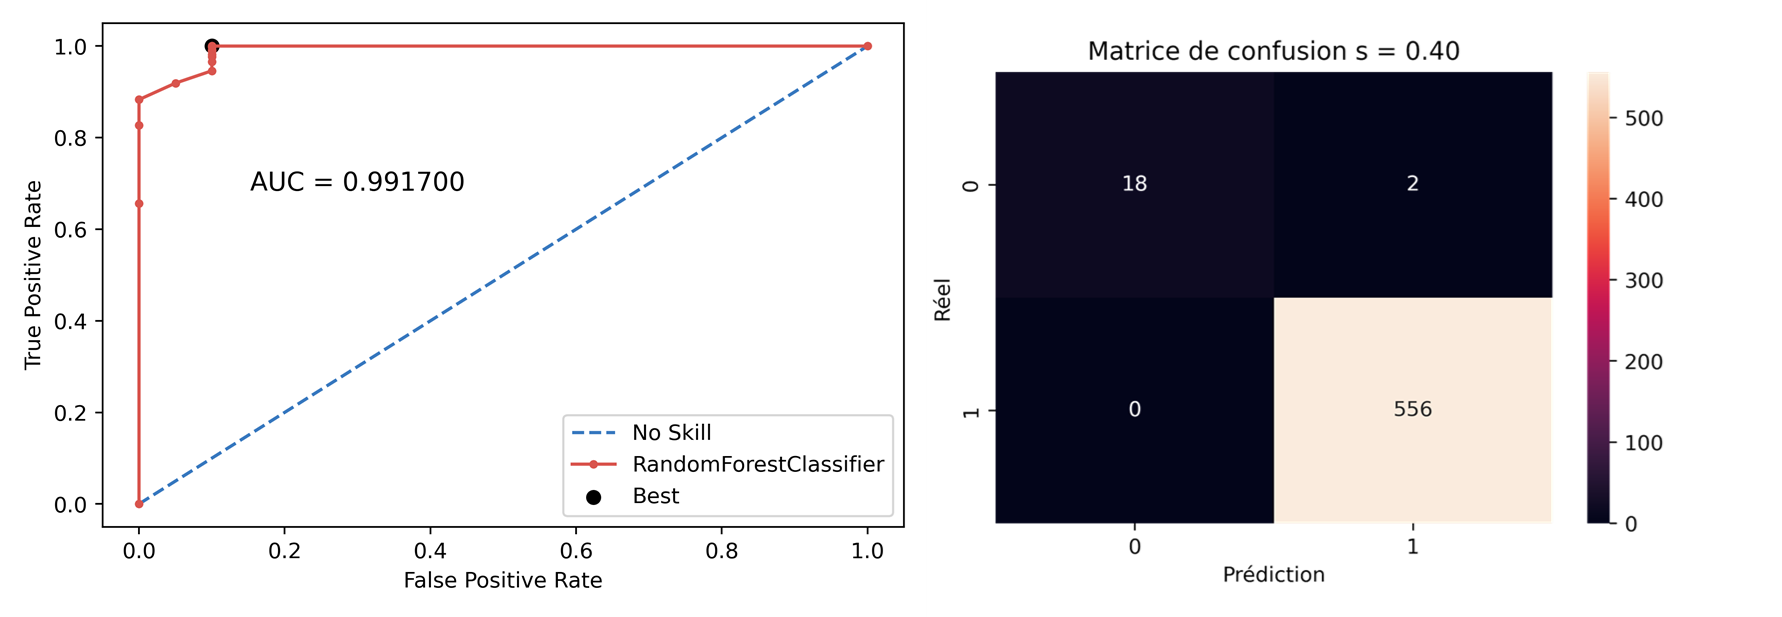 1.0
0.8
0.6
0.4
0.2
0.0
True Positive Rate
AUC = 0.991700
No Skill
RandomForestClassifier
Best
0.0 0.2 0.4 0.6 0.8 1.0
False Positive Rate
Matrice de confusion s = 0.40
Réel
0
18 2
1
0 556
0 1
Prédiction
500
400
300
200
100
0